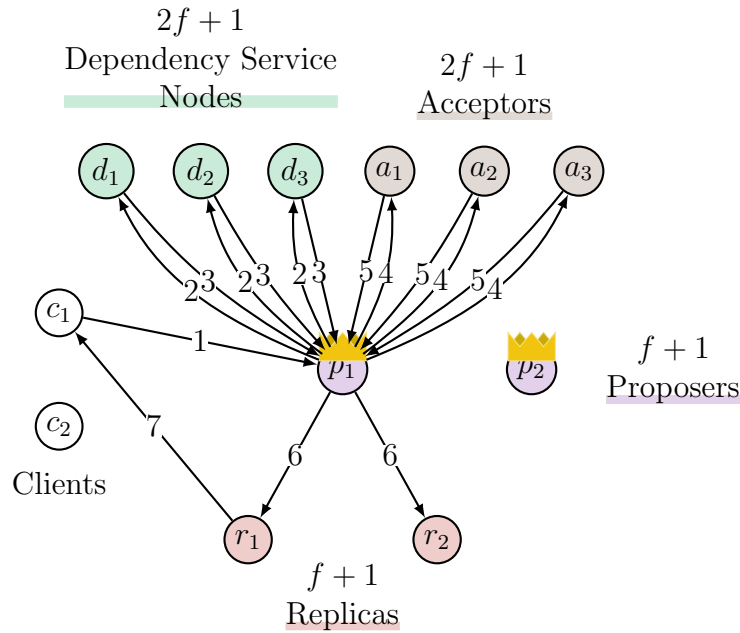 2f + 1
Dependency Service
Nodes
2f + 1
Acceptors
d₁ d₂ d₃ a₁ a₂ a₃
2 3 2 3 2 3 5 4 5 4 5 4
c₁
1
p₁
p₂
f + 1
Proposers
c₂
7
6
6
Clients
r₁
r₂
f + 1
Replicas